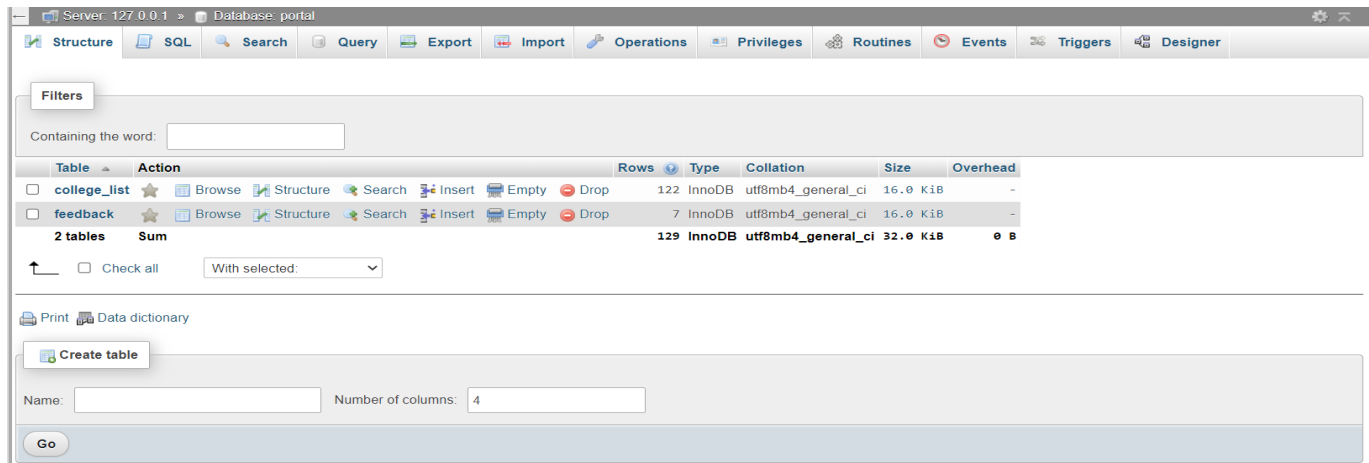 Server: 127.0.0.1 » Database: portal
Structure SQL Search Query Export Import Operations Privileges Routines Events Triggers Designer
Filters
Containing the word:
Table Action Rows Type Collation Size Overhead
college_list Browse Structure Search Insert Empty Drop 122 InnoDB utf8mb4_general_ci 16.0 KiB -
feedback Browse Structure Search Insert Empty Drop 7 InnoDB utf8mb4_general_ci 16.0 KiB -
2 tables Sum 129 InnoDB utf8mb4_general_ci 32.0 KiB 0 B
Check all With selected:
Print Data dictionary
Create table
Name: Number of columns: 4
Go